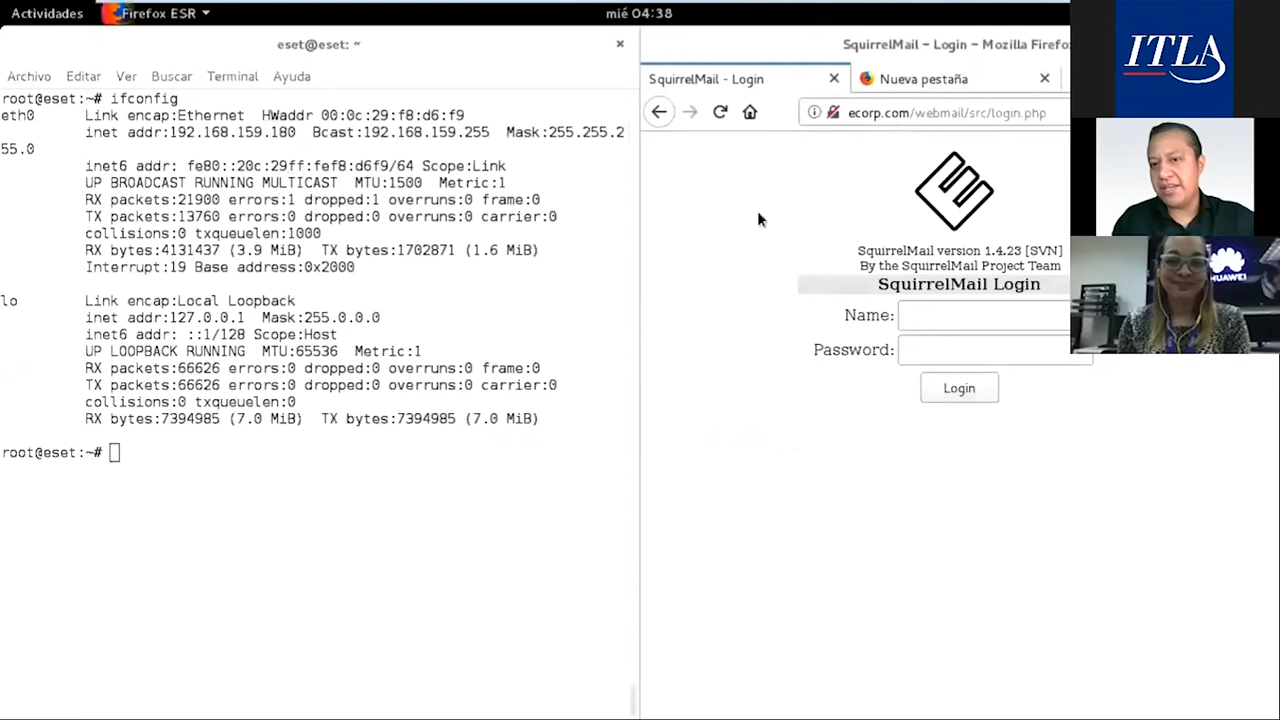 Actividades
Firefox ESR
mié 04:38
eset@eset: ~
Archivo Editar Ver Buscar Terminal Ayuda
root@eset:~# ifconfig
eth0 Link encap:Ethernet HWaddr 00:0c:29:f8:d6:f9
inet addr:192.168.159.180 Bcast:192.168.159.255 Mask:255.255.2
55.0
inet6 addr: fe80::20c:29ff:fef8:d6f9/64 Scope:Link
UP BROADCAST RUNNING MULTICAST MTU:1500 Metric:1
RX packets:21900 errors:1 dropped:1 overruns:0 frame:0
TX packets:13760 errors:0 dropped:0 overruns:0 carrier:0
collisions:0 txqueuelen:1000
RX bytes:4131437 (3.9 MiB) TX bytes:1702871 (1.6 MiB)
Interrupt:19 Base address:0x2000
lo Link encap:Local Loopback
inet addr:127.0.0.1 Mask:255.0.0.0
inet6 addr: ::1/128 Scope:Host
UP LOOPBACK RUNNING MTU:65536 Metric:1
RX packets:66626 errors:0 dropped:0 overruns:0 frame:0
TX packets:66626 errors:0 dropped:0 overruns:0 carrier:0
collisions:0 txqueuelen:0
RX bytes:7394985 (7.0 MiB) TX bytes:7394985 (7.0 MiB)
root@eset:~#
SquirrelMail - Login - Mozilla Firefo
SquirrelMail - Login
Nueva pestaña
ecorp.com/webmail/src/login.php
SquirrelMail version 1.4.23 [SVN]
By the SquirrelMail Project Team
SquirrelMail Login
Name:
Password:
Login
ITLA
HUAWEI